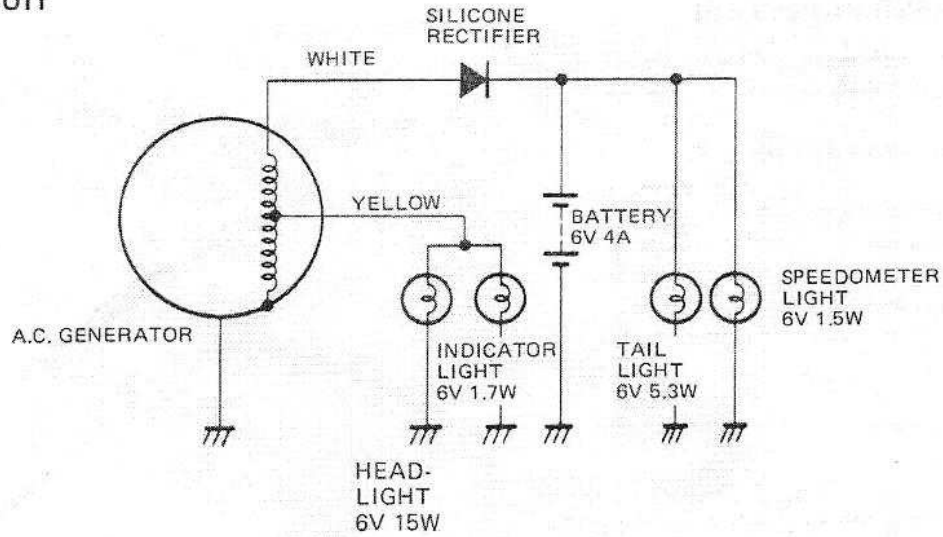 SILICONE
RECTIFIER
WHITE
YELLOW
BATTERY
6V 4A
A.C. GENERATOR
INDICATOR
LIGHT
6V 1.7W
TAIL
LIGHT
6V 5.3W
SPEEDOMETER
LIGHT
6V 1.5W
HEAD-
LIGHT
6V 15W